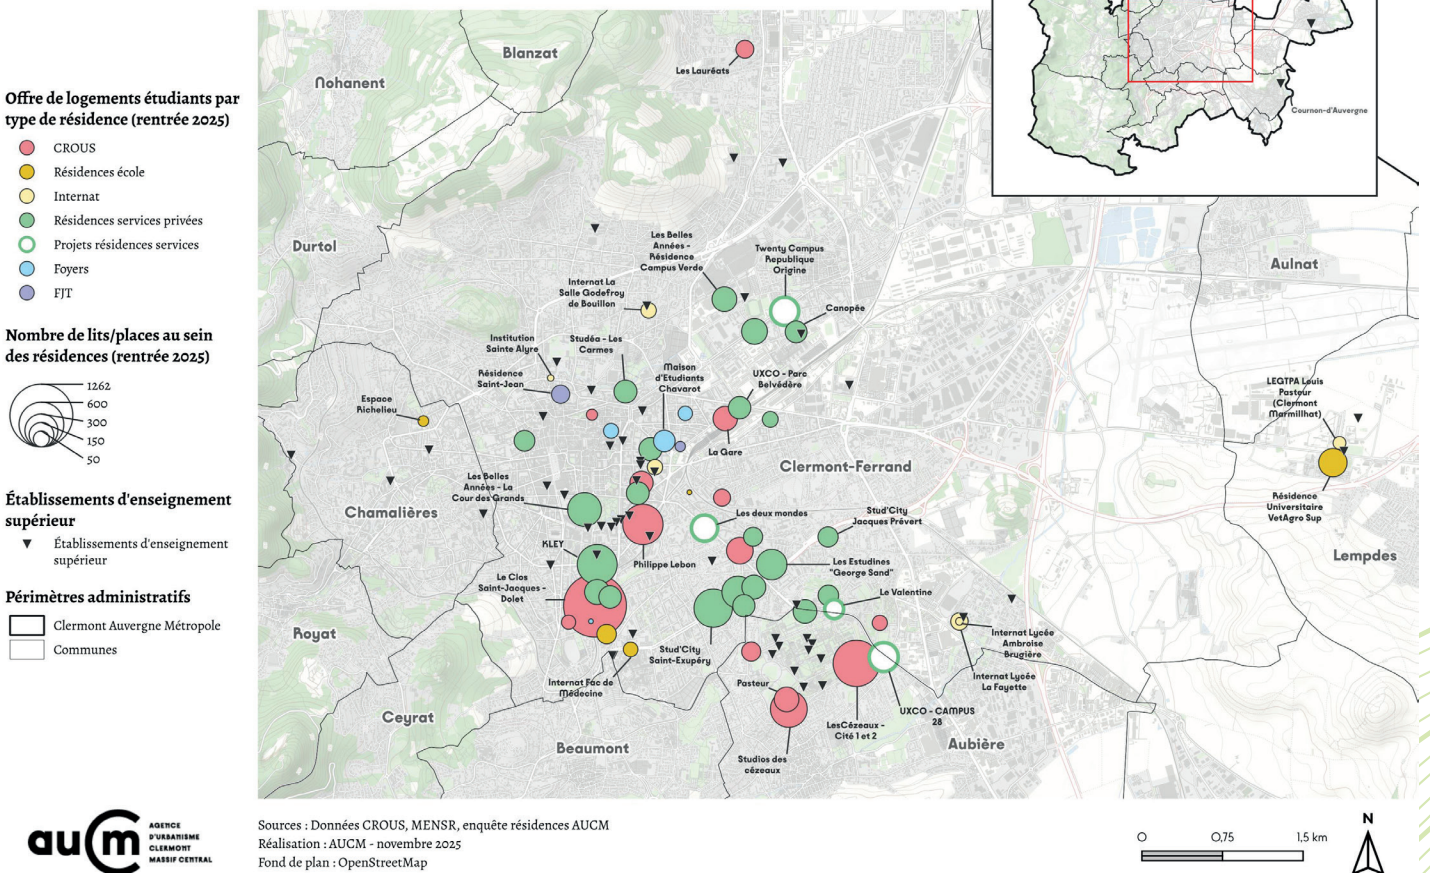 Offre de logements étudiants par
type de résidence (rentrée 2025)
CROUS
Résidences école
Internat
Résidences services privées
Projets résidences services
Foyers
FJT
Nombre de lits/places au sein
des résidences (rentrée 2025)
1262
600
300
150
50
Établissements d'enseignement
supérieur
Établissements d'enseignement
supérieur
Périmètres administratifs
Clermont Auvergne Métropole
Communes
Cournon-d'Auvergne
Blanzat
Nohanent
Les Lauréats
Durtol
Aulnat
Les Belles
Années -
Résidence
Campus Verde
Twenty Campus
Republique
Origine
Internat La
Salle Godefroy
de Bouillon
Canopée
Institution
Sainte Alyre
Studéa - Les
Carmes
Résidence
Saint-Jean
Maison
d'Etudiants
Chavarot
UXCO - Parc
Belvédère
Espace
Richelieu
LEGTPA Louis
Pasteur
(Clermont
Marmilhat)
La Gare
Clermont-Ferrand
Les Belles
Années - La
Cour des Grands
Chamalières
Les deux mondes
Stud'City
Jacques Prévert
Résidence
Universitaire
VetAgro Sup
Lempdes
KLEY
Philippe Lebon
Les Estudines
"George Sand"
Le Clos
Saint-Jacques -
Dolet
Le Valentine
Royat
Stud'City
Saint-Exupéry
Internat Lycée
Ambroise
Brugière
Internat Fac de
Médecine
Pasteur
Internat Lycée
La Fayette
Ceyrat
LesCézeaux -
Cité 1 et 2
UXCO - CAMPUS
28
Beaumont
Aubière
Studios des
cézeaux
aucm
AGENCE
D'URBANISME
CLERMONT
MASSIF CENTRAL
Sources : Données CROUS, MENSR, enquête résidences AUCM
Réalisation : AUCM - novembre 2025
Fond de plan : OpenStreetMap
0 0,75 1,5 km
N